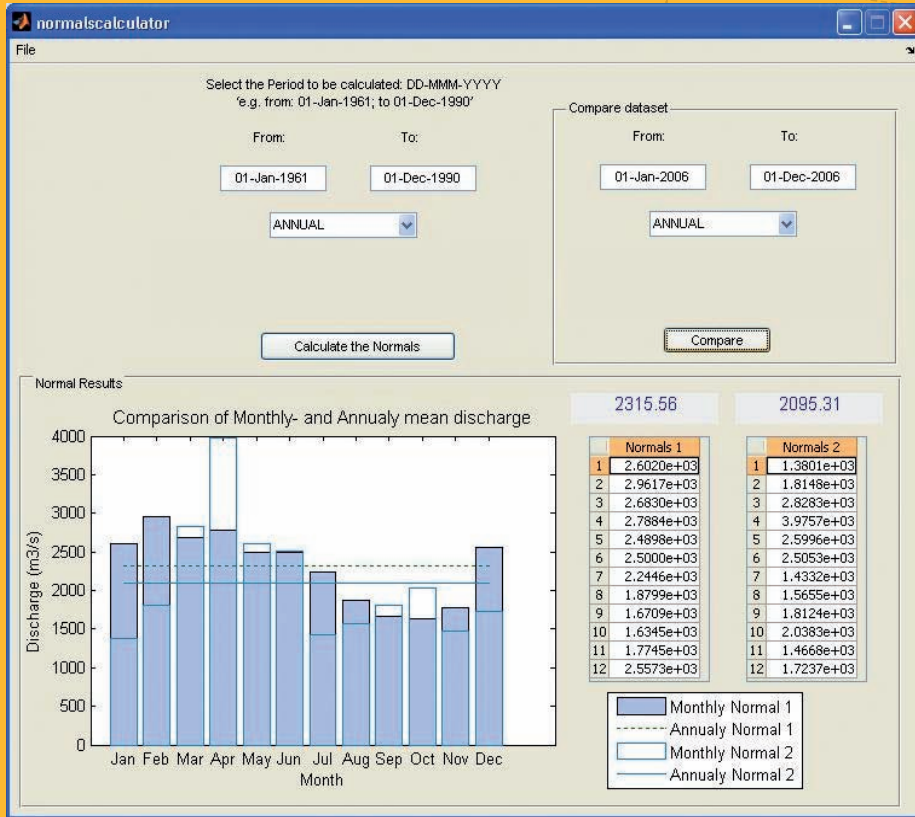 normalscalculator
File
Select the Period to be calculated: DD-MMM-YYYY
'e.g. from: 01-Jan-1961; to 01-Dec-1990'
From: To:
01-Jan-1961 01-Dec-1990
ANNUAL
Calculate the Normals
Compare dataset
From: To:
01-Jan-2006 01-Dec-2006
ANNUAL
Compare
Normal Results
Comparison of Monthly- and Annualy mean discharge
4000
3500
3000
2500
2000
1500
1000
500
0
Discharge (m3/s)
Jan Feb Mar Apr May Jun Jul Aug Sep Oct Nov Dec
Month
2315.56 2095.31
Normals 1
1 2.6020e+03
2 2.9617e+03
3 2.6830e+03
4 2.7884e+03
5 2.4898e+03
6 2.5000e+03
7 2.2446e+03
8 1.8799e+03
9 1.6709e+03
10 1.6345e+03
11 1.7745e+03
12 2.5573e+03
Normals 2
1 1.3801e+03
2 1.8148e+03
3 2.8283e+03
4 3.9757e+03
5 2.5996e+03
6 2.5053e+03
7 1.4332e+03
8 1.5655e+03
9 1.8124e+03
10 2.0383e+03
11 1.4668e+03
12 1.7237e+03
Monthly Normal 1
Annualy Normal 1
Monthly Normal 2
Annualy Normal 2